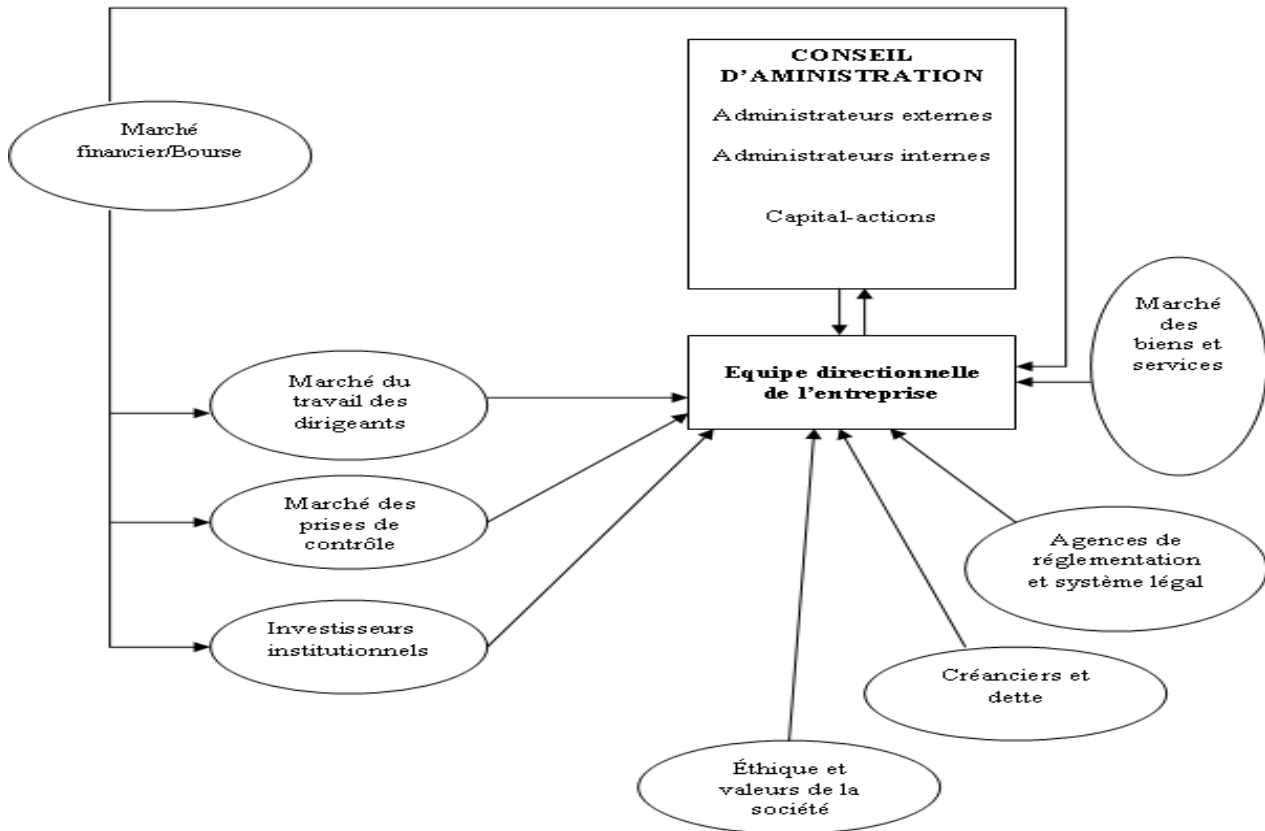 CONSEIL
D'AMINISTRATION
Administrateurs externes
Administrateurs internes
Capital-actions
Marché
financier/Bourse
Marché
des
biens et
services
Equipe directionnelle
de l'entreprise
Marché du
travail des
dirigeants
Marché des
prises de
contrôle
Investisseurs
institutionnels
Agences de
réglementation
et système légal
Créanciers et
dette
Éthique et
valeurs de la
société